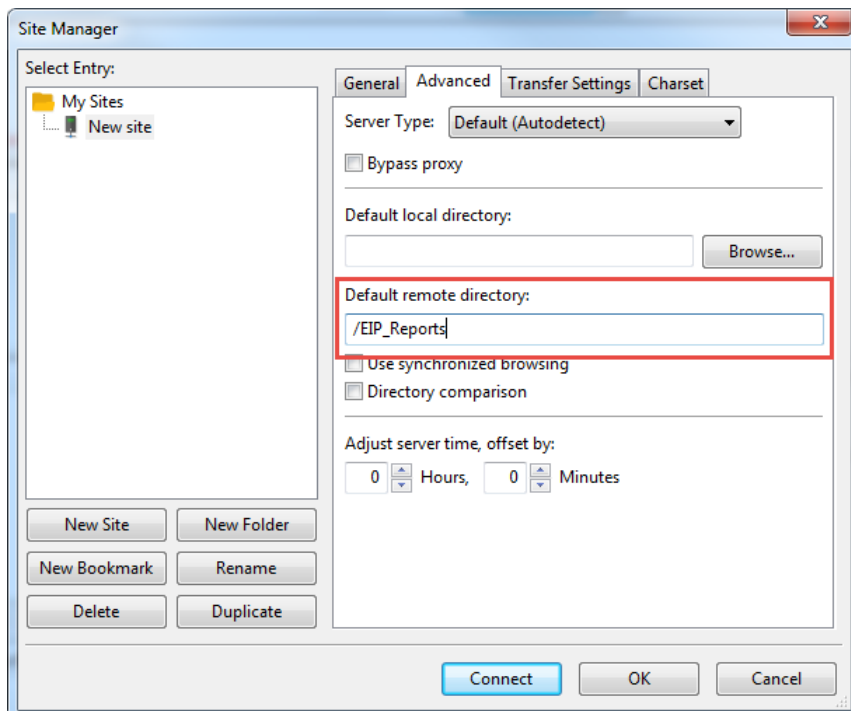 Site Manager
Select Entry:
My Sites
New site
New Site
New Folder
New Bookmark
Rename
Delete
Duplicate
General
Advanced
Transfer Settings
Charset
Server Type:
Default (Autodetect)
Bypass proxy
Default local directory:
Browse...
Default remote directory:
/EIP_Reports
Use synchronized browsing
Directory comparison
Adjust server time, offset by:
0 Hours, 0 Minutes
Connect
OK
Cancel